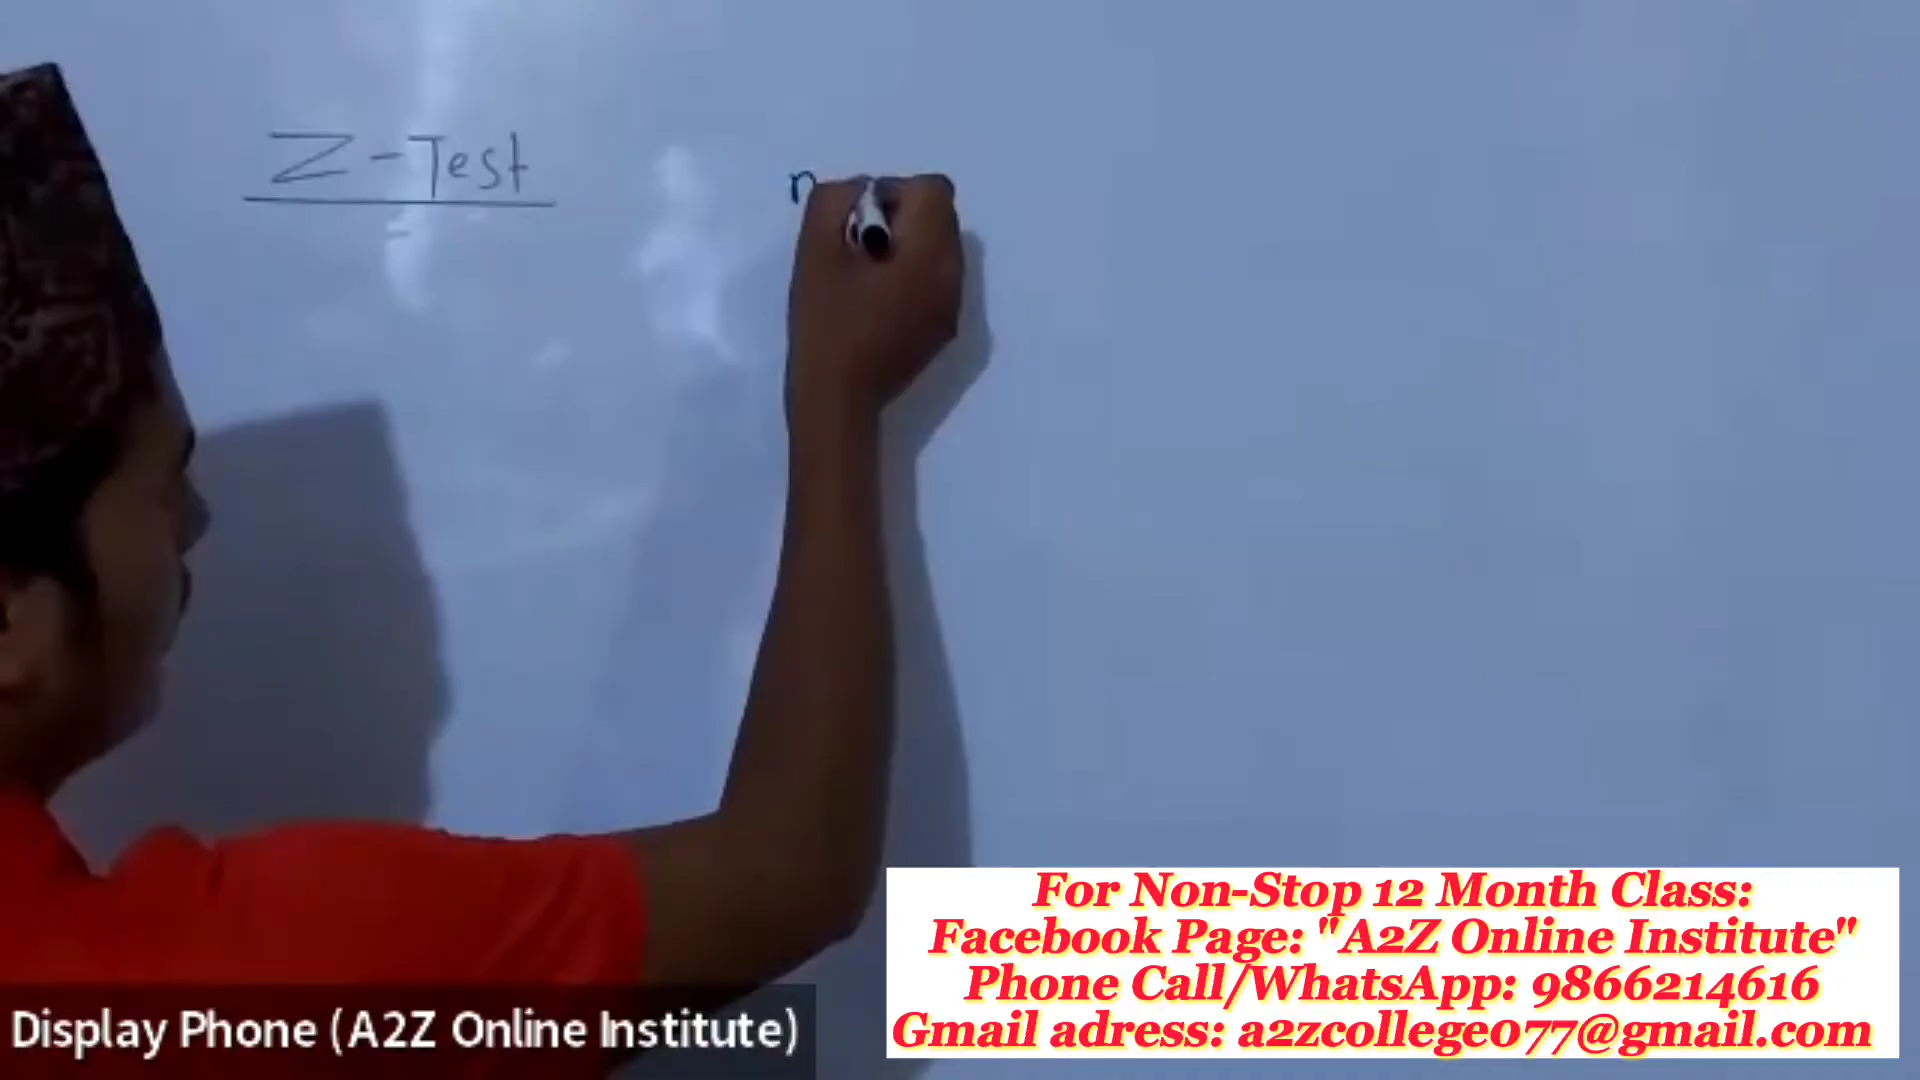 Z - Test
n
For Non-Stop 12 Month Class:
Facebook Page: "A2Z Online Institute"
Phone Call/WhatsApp: 9866214616
Gmail adress: a2zcollege077@gmail.com
Display Phone (A2Z Online Institute)